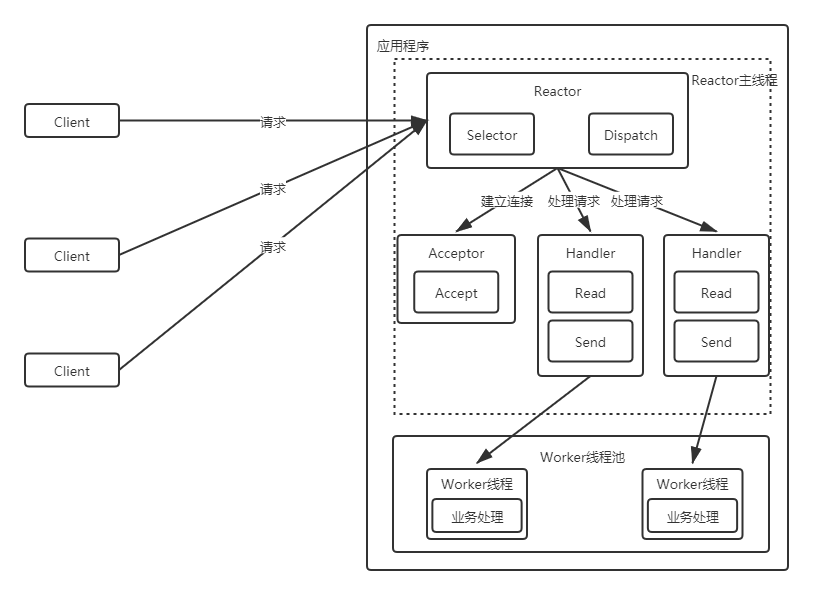 应用程序
Reactor主线程
Reactor
Selector
Dispatch
Client
请求
Client
请求
Client
请求
建立连接
处理请求
处理请求
Acceptor
Accept
Handler
Read
Send
Handler
Read
Send
Worker线程池
Worker线程
业务处理
Worker线程
业务处理